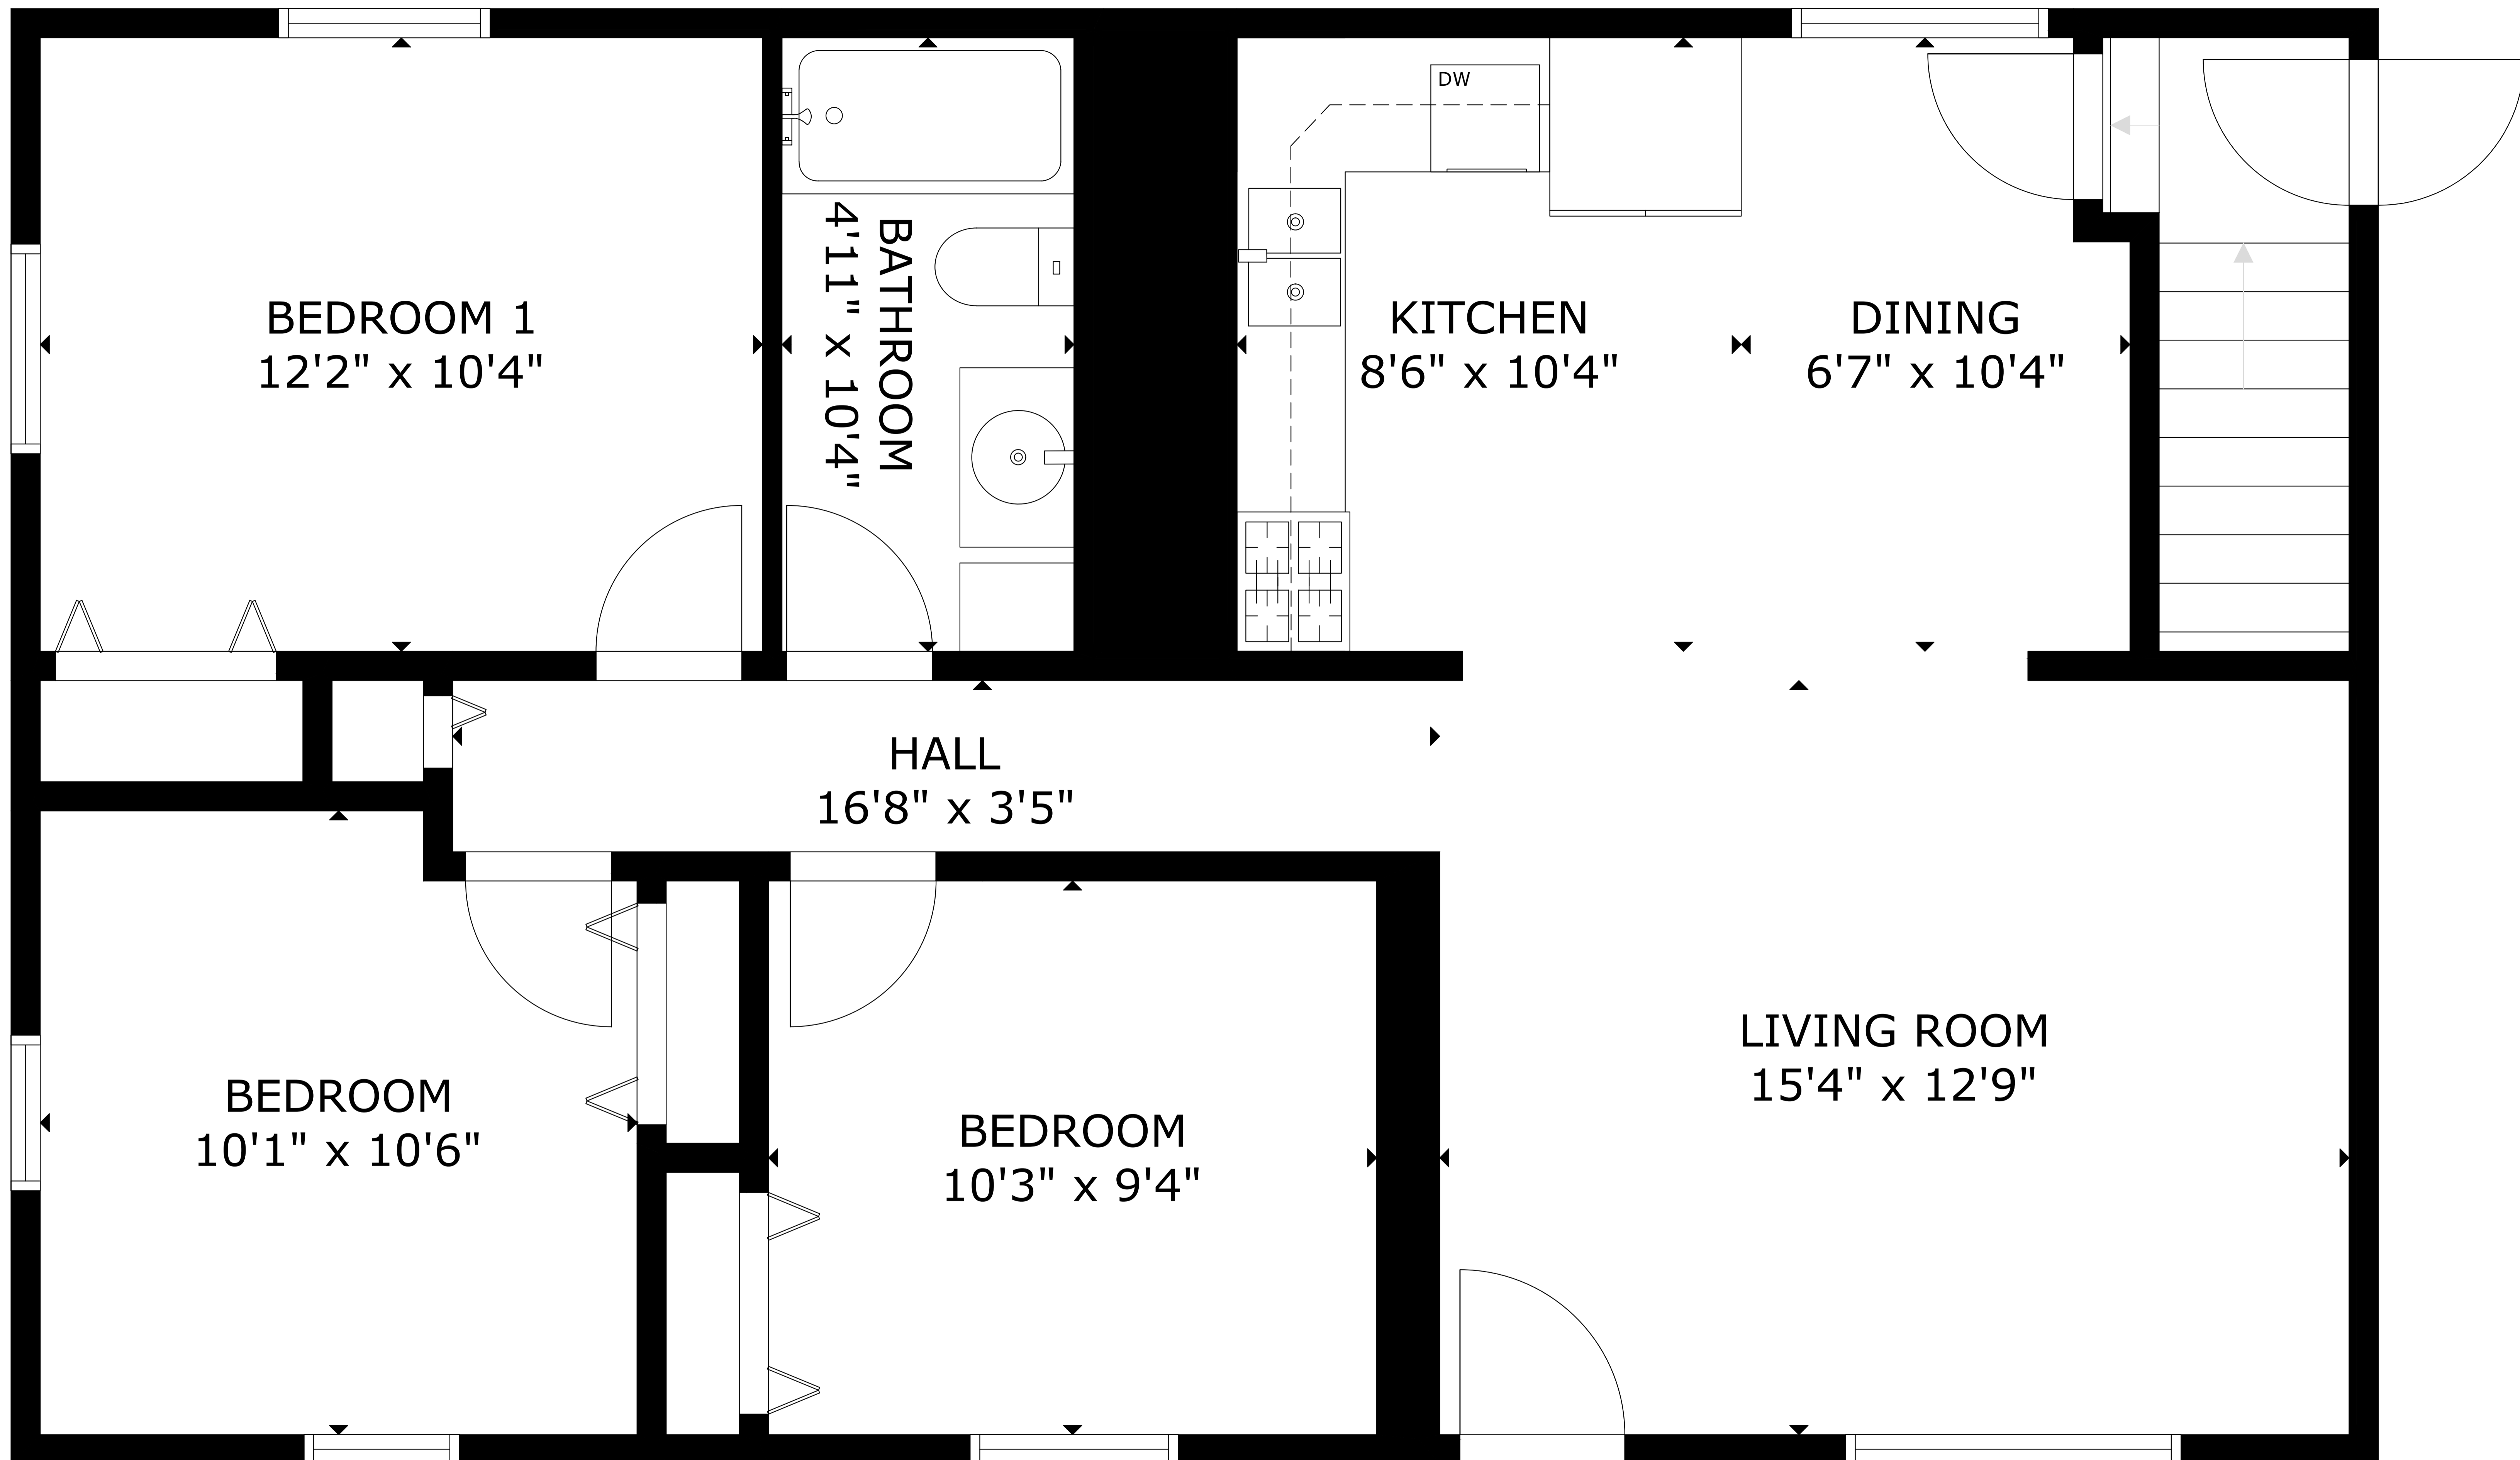 DW
BEDROOM 1
12'2" x 10'4"
BATHROOM
4'11" x 10'4"
KITCHEN
8'6" x 10'4"
DINING
6'7" x 10'4"
HALL
16'8" x 3'5"
LIVING ROOM
15'4" x 12'9"
BEDROOM
10'1" x 10'6"
BEDROOM
10'3" x 9'4"